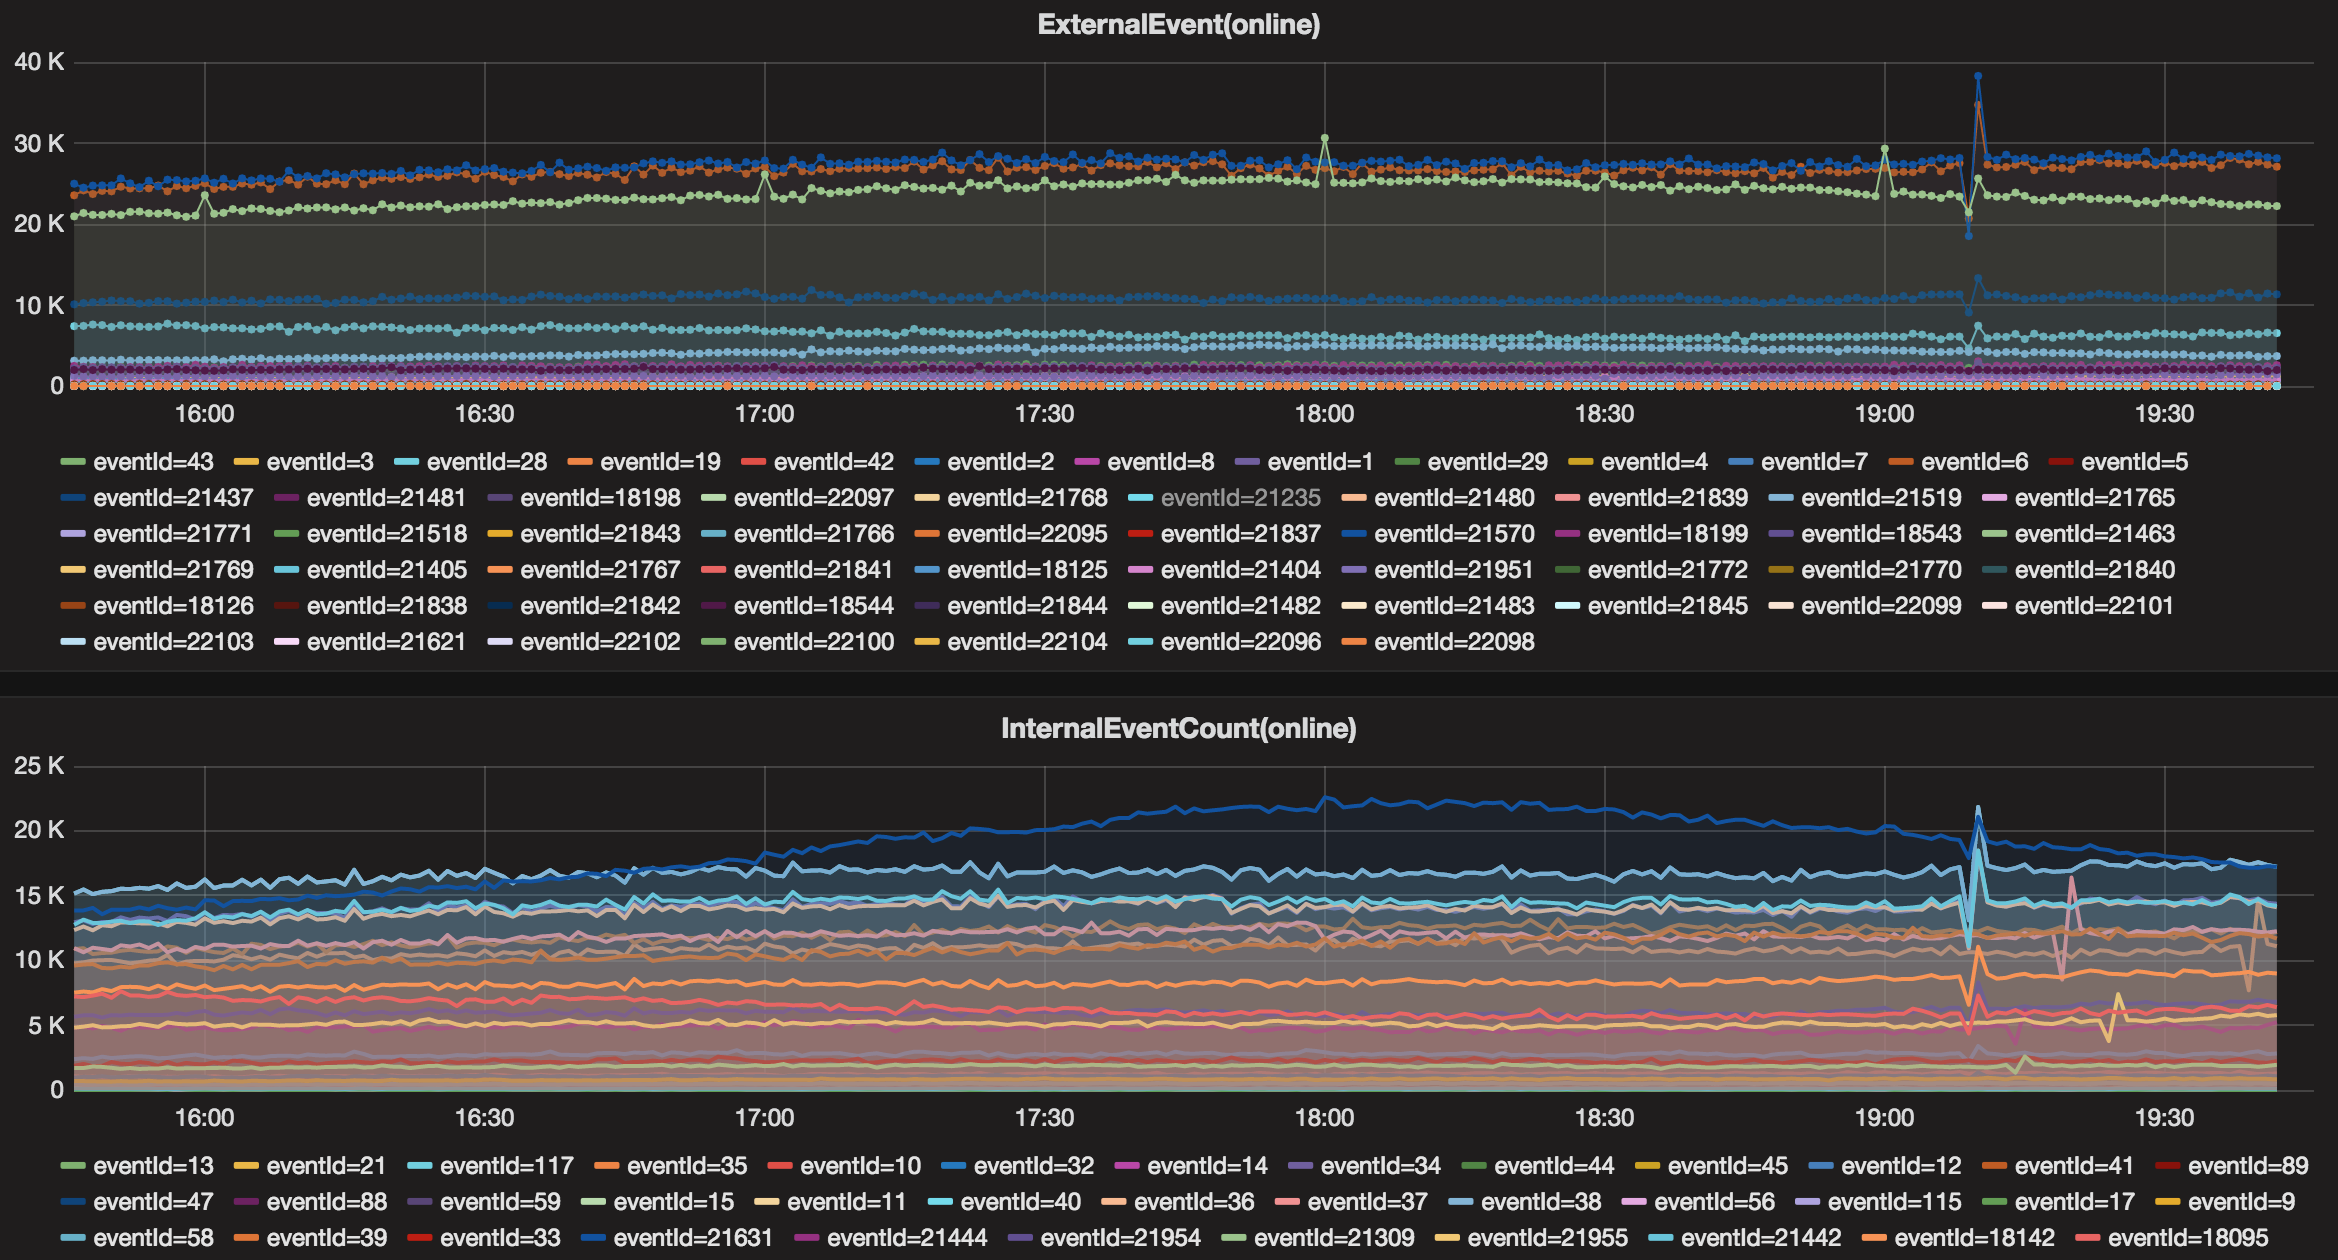 ExternalEvent(online)
40 K
30 K
20 K
10 K
0
16:00 16:30 17:00 17:30 18:00 18:30 19:00 19:30
eventId=43 eventId=3 eventId=28 eventId=19 eventId=42 eventId=2 eventId=8 eventId=1 eventId=29 eventId=4 eventId=7 eventId=6 eventId=5
eventId=21437 eventId=21481 eventId=18198 eventId=22097 eventId=21768 eventId=21235 eventId=21480 eventId=21839 eventId=21519 eventId=21765
eventId=21771 eventId=21518 eventId=21843 eventId=21766 eventId=22095 eventId=21837 eventId=21570 eventId=18199 eventId=18543 eventId=21463
eventId=21769 eventId=21405 eventId=21767 eventId=21841 eventId=18125 eventId=21404 eventId=21951 eventId=21772 eventId=21770 eventId=21840
eventId=18126 eventId=21838 eventId=21842 eventId=18544 eventId=21844 eventId=21482 eventId=21483 eventId=21845 eventId=22099 eventId=22101
eventId=22103 eventId=21621 eventId=22102 eventId=22100 eventId=22104 eventId=22096 eventId=22098
InternalEventCount(online)
25 K
20 K
15 K
10 K
5 K
0
16:00 16:30 17:00 17:30 18:00 18:30 19:00 19:30
eventId=13 eventId=21 eventId=117 eventId=35 eventId=10 eventId=32 eventId=14 eventId=34 eventId=44 eventId=45 eventId=12 eventId=41 eventId=89
eventId=47 eventId=88 eventId=59 eventId=15 eventId=11 eventId=40 eventId=36 eventId=37 eventId=38 eventId=56 eventId=115 eventId=17 eventId=9
eventId=58 eventId=39 eventId=33 eventId=21631 eventId=21444 eventId=21954 eventId=21309 eventId=21955 eventId=21442 eventId=18142 eventId=18095